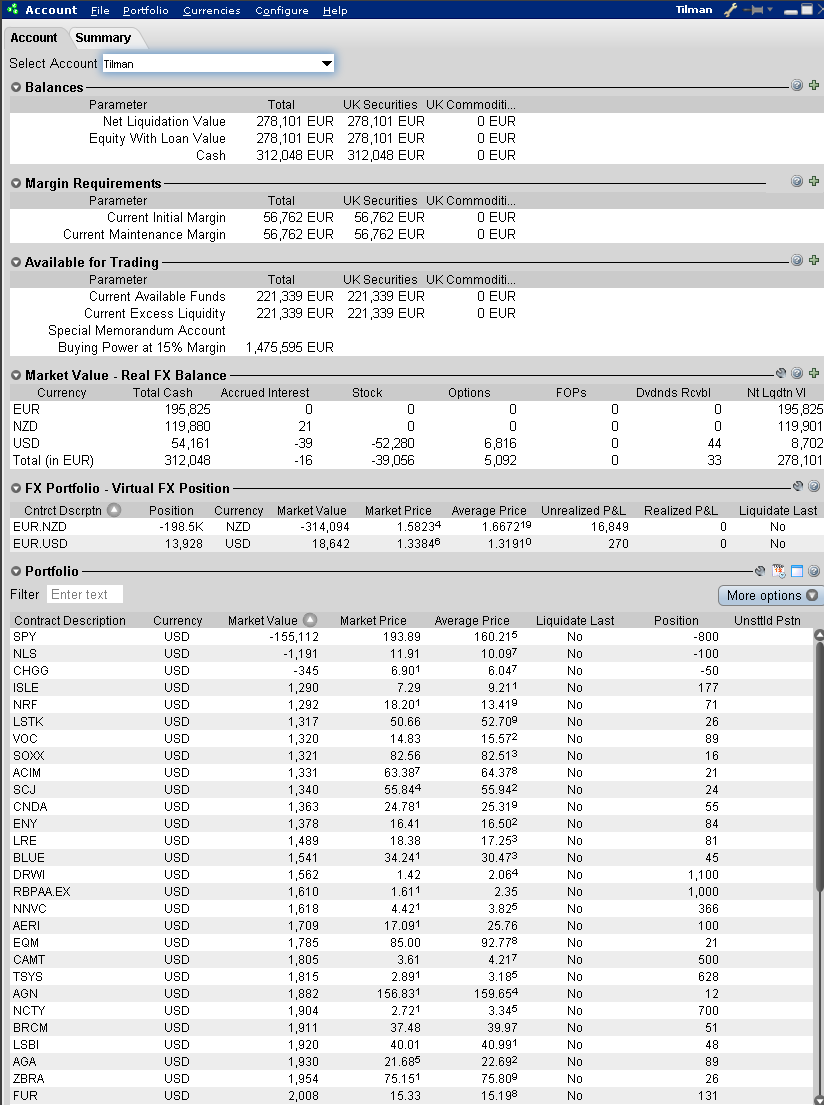 Account File Portfolio Currencies Configure Help Tilman
Account Summary
Select Account Tilman
Balances
Parameter Total UK Securities UK Commoditi...
Net Liquidation Value 278,101 EUR 278,101 EUR 0 EUR
Equity With Loan Value 278,101 EUR 278,101 EUR 0 EUR
Cash 312,048 EUR 312,048 EUR 0 EUR
Margin Requirements
Parameter Total UK Securities UK Commoditi...
Current Initial Margin 56,762 EUR 56,762 EUR 0 EUR
Current Maintenance Margin 56,762 EUR 56,762 EUR 0 EUR
Available for Trading
Parameter Total UK Securities UK Commoditi...
Current Available Funds 221,339 EUR 221,339 EUR 0 EUR
Current Excess Liquidity 221,339 EUR 221,339 EUR 0 EUR
Special Memorandum Account
Buying Power at 15% Margin 1,475,595 EUR
Market Value - Real FX Balance
Currency Total Cash Accrued Interest Stock Options FOPs Dvdnds Rcvbl Nt Lqdtn Vl
EUR 195,825 0 0 0 0 0 195,825
NZD 119,880 21 0 0 0 0 119,901
USD 54,161 -39 -52,280 6,816 0 44 8,702
Total (in EUR) 312,048 -16 -39,056 5,092 0 33 278,101
FX Portfolio - Virtual FX Position
Cntrct Dscrptn Position Currency Market Value Market Price Average Price Unrealized P&L Realized P&L Liquidate Last
EUR.NZD -198.5K NZD -314,094 1.5823⁴ 1.6672¹⁹ 16,849 0 No
EUR.USD 13,928 USD 18,642 1.3384⁶ 1.3191⁰ 270 0 No
Portfolio
Filter Enter text More options
Contract Description Currency Market Value Market Price Average Price Liquidate Last Position Unsttld Pstn
SPY USD -155,112 193.89 160.21⁵ No -800
NLS USD -1,191 11.91 10.09⁷ No -100
CHGG USD -345 6.90¹ 6.04⁷ No -50
ISLE USD 1,290 7.29 9.21¹ No 177
NRF USD 1,292 18.20¹ 13.41⁹ No 71
LSTK USD 1,317 50.66 52.70⁹ No 26
VOC USD 1,320 14.83 15.57² No 89
SOXX USD 1,321 82.56 82.51³ No 16
ACIM USD 1,331 63.38⁷ 64.37⁸ No 21
SCJ USD 1,340 55.84⁴ 55.94² No 24
CNDA USD 1,363 24.78¹ 25.31⁹ No 55
ENY USD 1,378 16.41 16.50² No 84
LRE USD 1,489 18.38 17.25³ No 81
BLUE USD 1,541 34.24¹ 30.47³ No 45
DRWI USD 1,562 1.42 2.06⁴ No 1,100
RBPAA.EX USD 1,610 1.61¹ 2.35 No 1,000
NNVC USD 1,618 4.42¹ 3.82⁵ No 366
AERI USD 1,709 17.09¹ 25.76 No 100
EQM USD 1,785 85.00 92.77⁸ No 21
CAMT USD 1,805 3.61 4.21⁷ No 500
TSYS USD 1,815 2.89¹ 3.18⁵ No 628
AGN USD 1,882 156.83¹ 159.65⁴ No 12
NCTY USD 1,904 2.72¹ 3.34⁵ No 700
BRCM USD 1,911 37.48 39.97 No 51
LSBI USD 1,920 40.01 40.99¹ No 48
AGA USD 1,930 21.68⁵ 22.69² No 89
ZBRA USD 1,954 75.15¹ 75.80⁹ No 26
FUR USD 2,008 15.33 15.19⁸ No 131